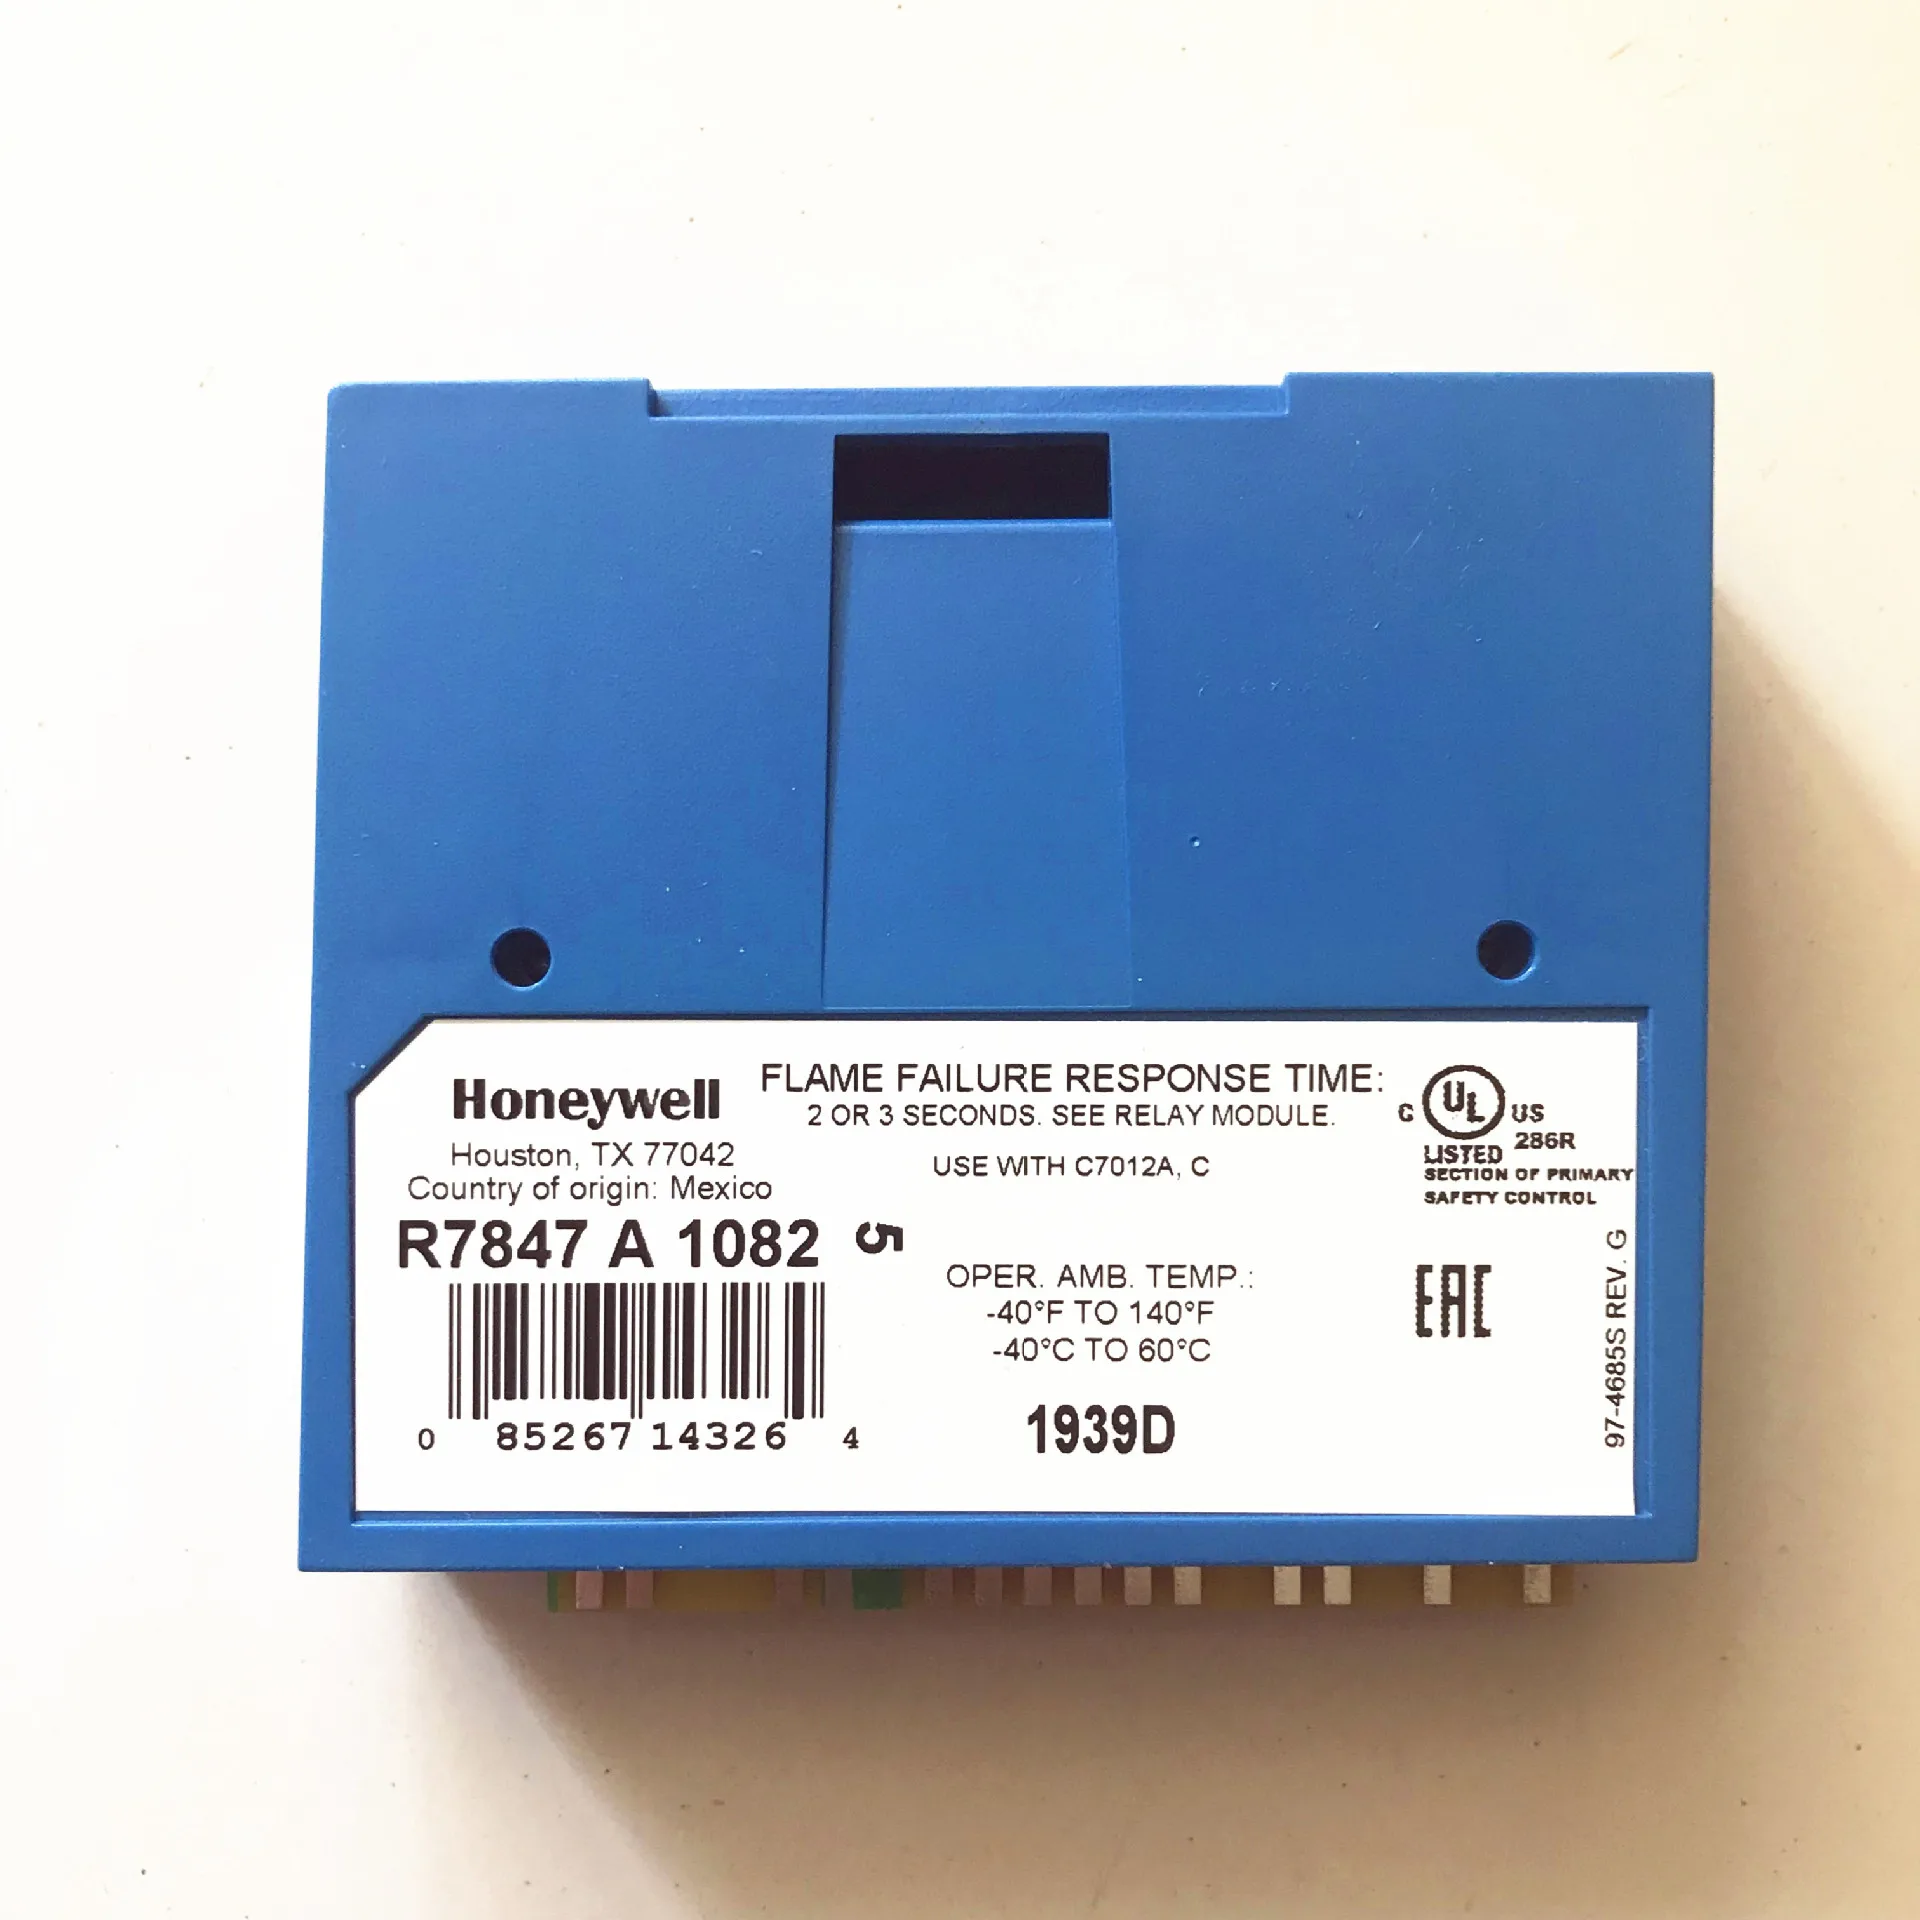 Honeywell
Houston, TX 77042
Country of origin: Mexico
R7847 A 1082 5
0 85267 14326 4
FLAME FAILURE RESPONSE TIME:
2 OR 3 SECONDS. SEE RELAY MODULE.
USE WITH C7012A, C
OPER. AMB. TEMP.:
-40°F TO 140°F
-40°C TO 60°C
1939D
C UL US
LISTED 286R
SECTION OF PRIMARY
SAFETY CONTROL
EAC
97-4685S REV. G